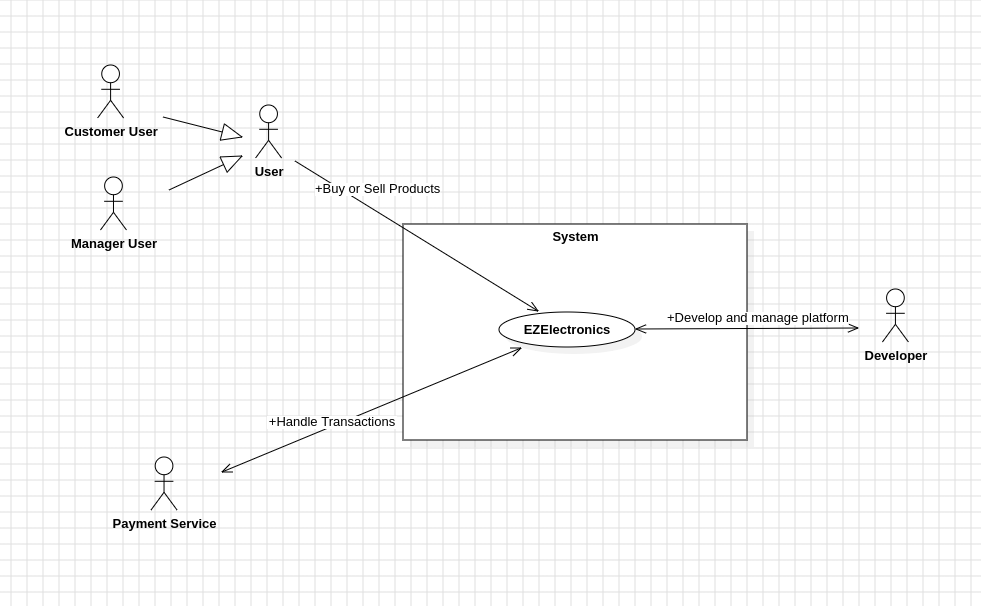 Customer User
User
+Buy or Sell Products
Manager User
System
+Develop and manage platform
EZElectronics
Developer
+Handle Transactions
Payment Service